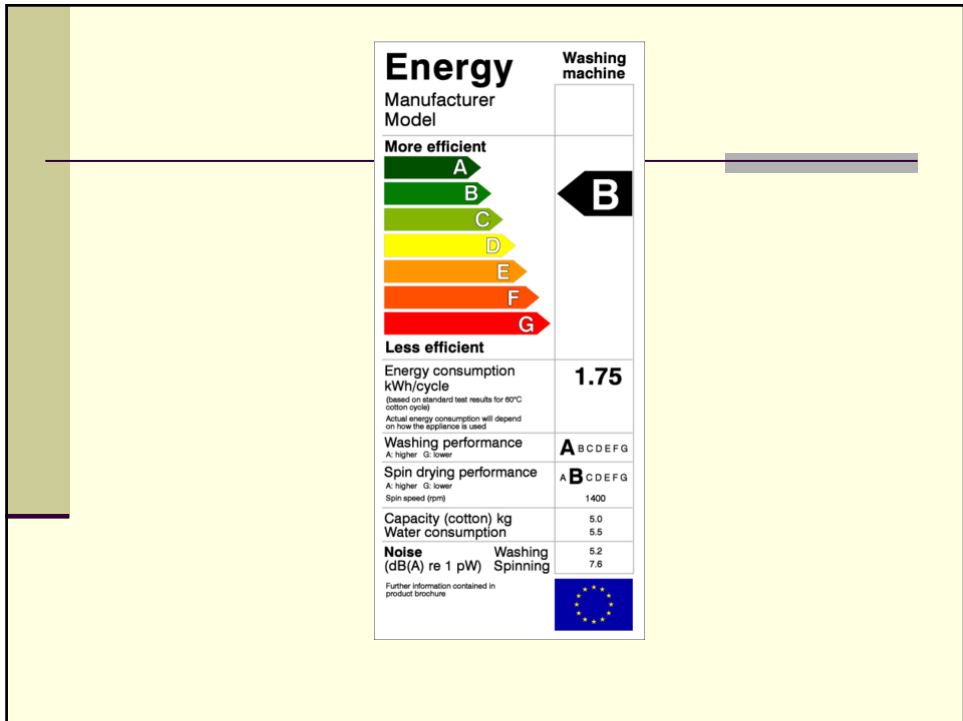 Energy
Washing
machine
Manufacturer
Model
More efficient
A
B
B
C
D
E
F
G
Less efficient
Energy consumption
kWh/cycle
1.75
(based on standard test results for 60°C
cotton cycle)
Actual energy consumption will depend
on how the appliance is used
Washing performance
A: higher G: lower
A B C D E F G
Spin drying performance
A: higher G: lower
A B C D E F G
Spin speed (rpm) 1400
Capacity (cotton) kg 5.0
Water consumption 5.5
Noise Washing 5.2
(dB(A) re 1 pW) Spinning 7.6
Further information contained in
product brochure